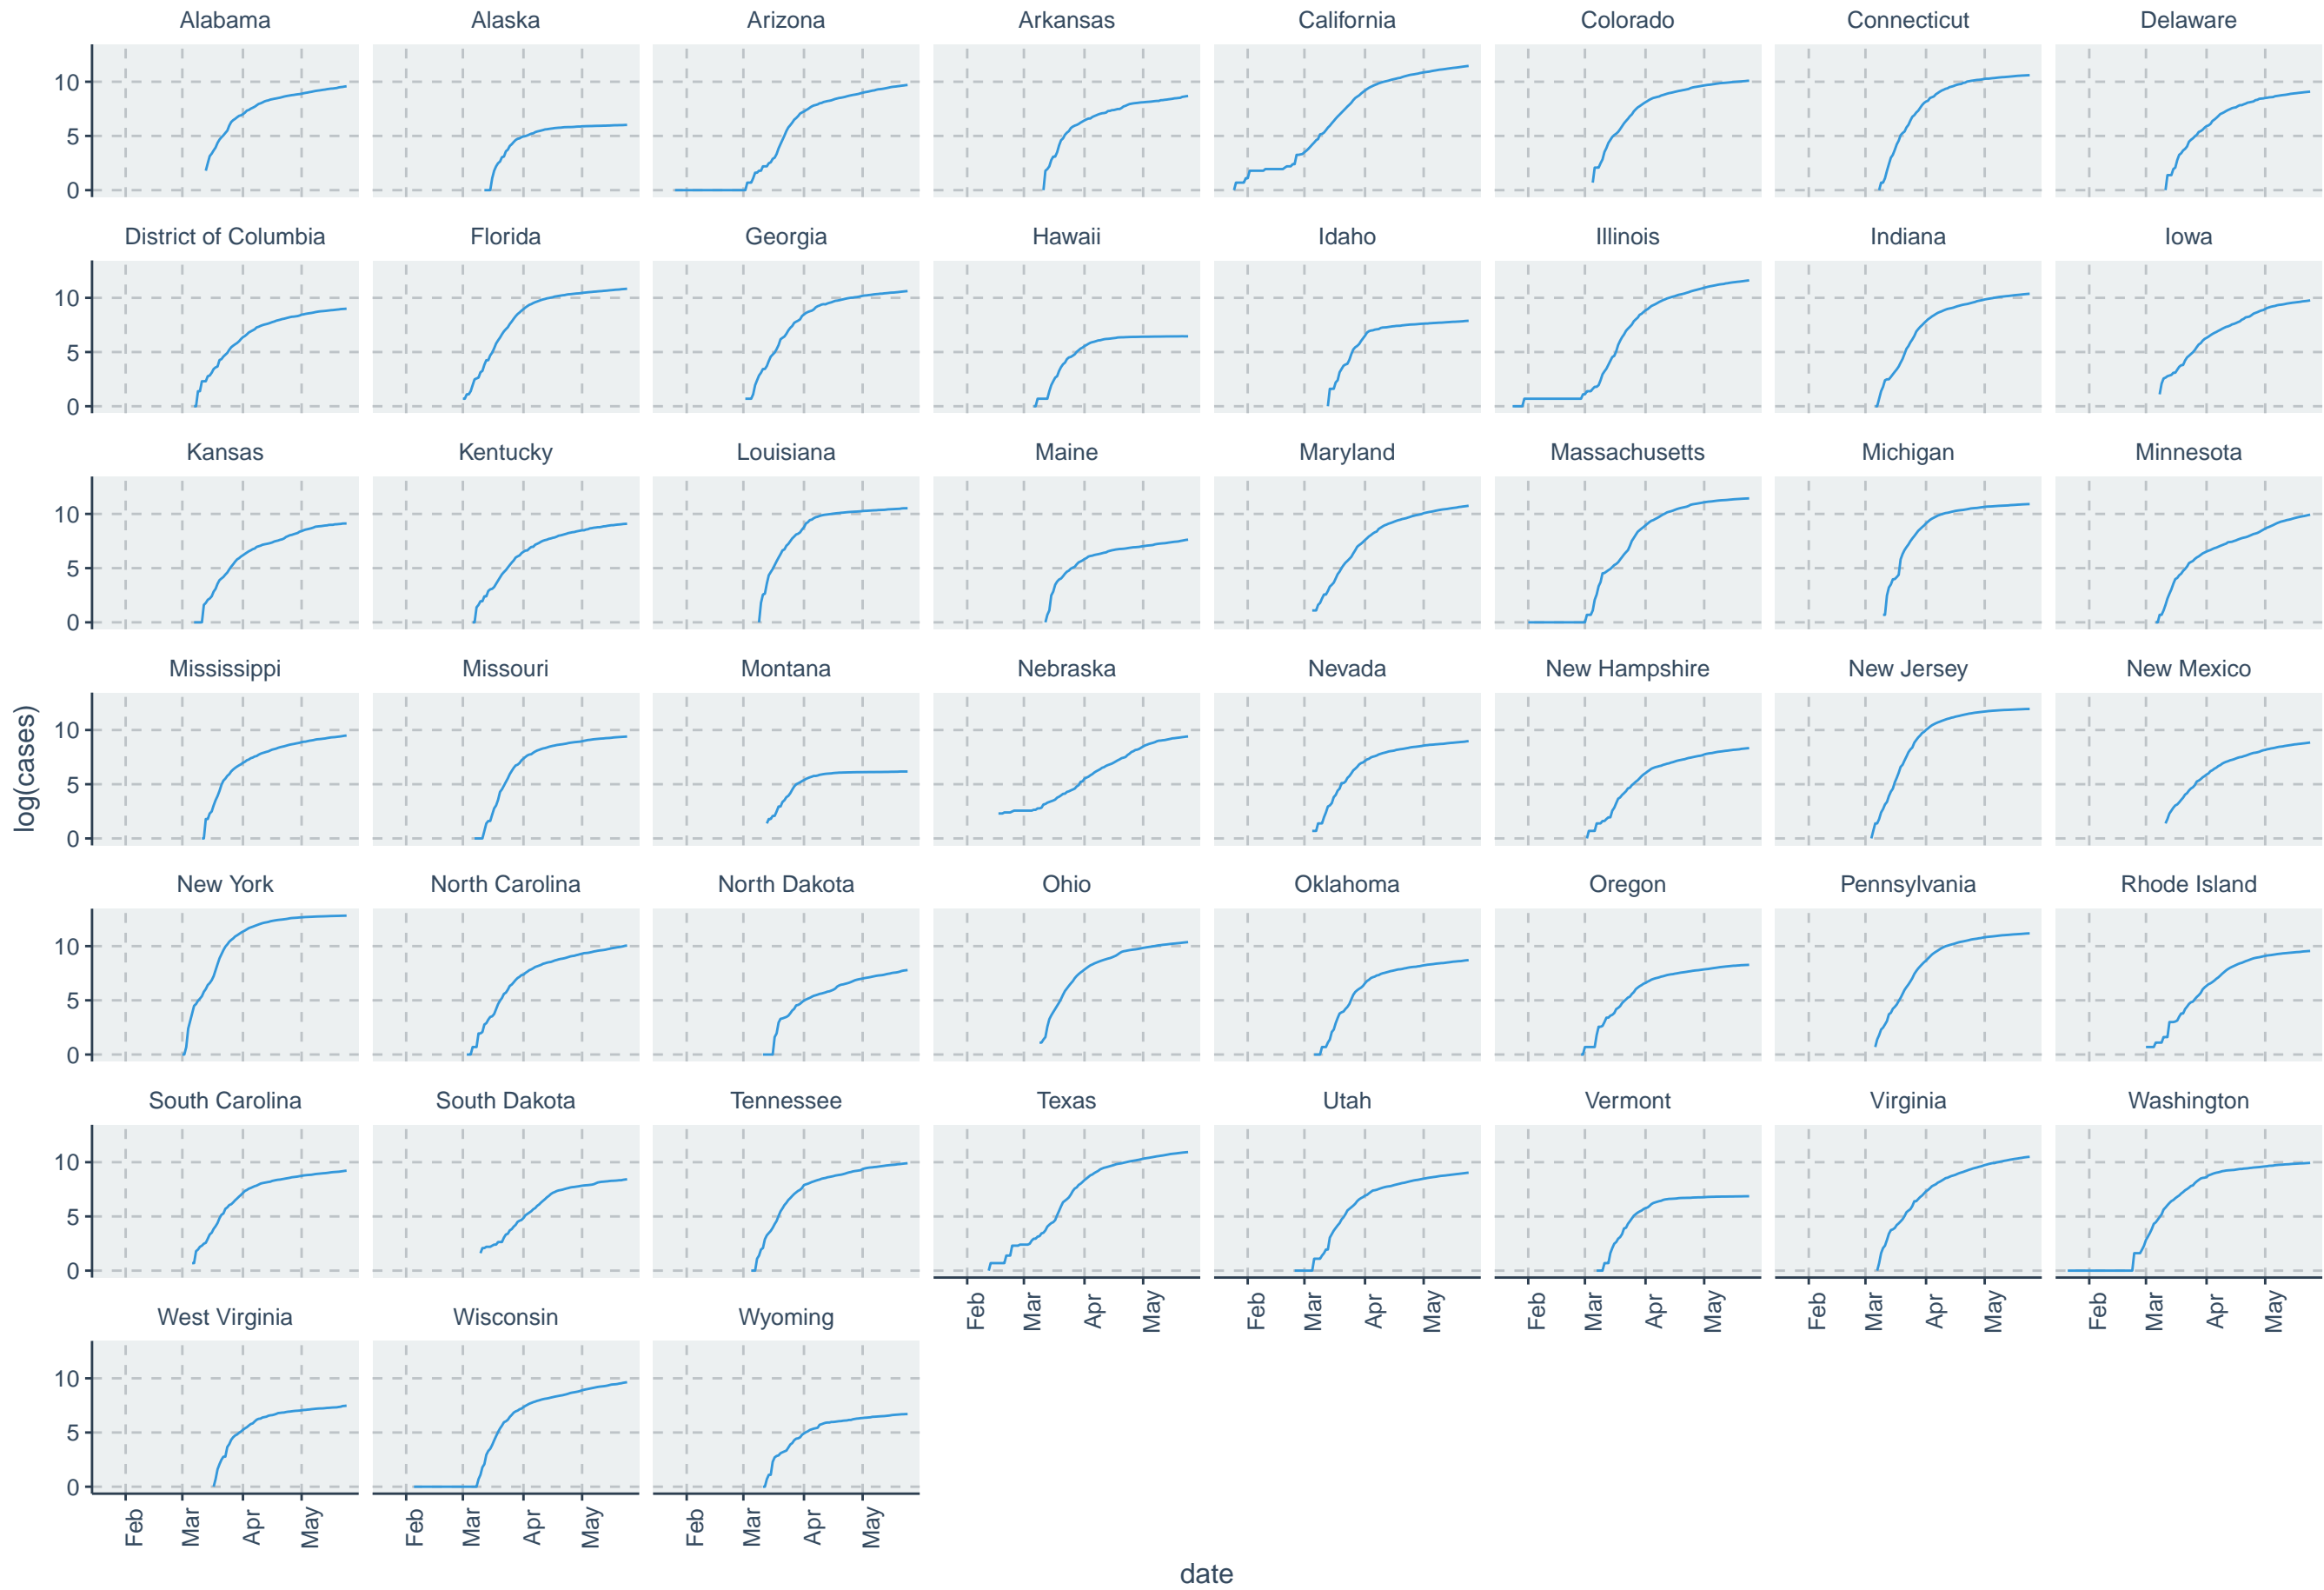 Alabama Alaska Arizona Arkansas California Colorado Connecticut Delaware
10
5
0
District of Columbia Florida Georgia Hawaii Idaho Illinois Indiana Iowa
10
5
0
Kansas Kentucky Louisiana Maine Maryland Massachusetts Michigan Minnesota
10
5
0
Mississippi Missouri Montana Nebraska Nevada New Hampshire New Jersey New Mexico
10
5
0
log(cases)
New York North Carolina North Dakota Ohio Oklahoma Oregon Pennsylvania Rhode Island
10
5
0
South Carolina South Dakota Tennessee Texas Utah Vermont Virginia Washington
10
5
0
Feb Mar Apr May Feb Mar Apr May Feb Mar Apr May Feb Mar Apr May Feb Mar Apr May
West Virginia Wisconsin Wyoming
10
5
0
Feb Mar Apr May Feb Mar Apr May Feb Mar Apr May
date